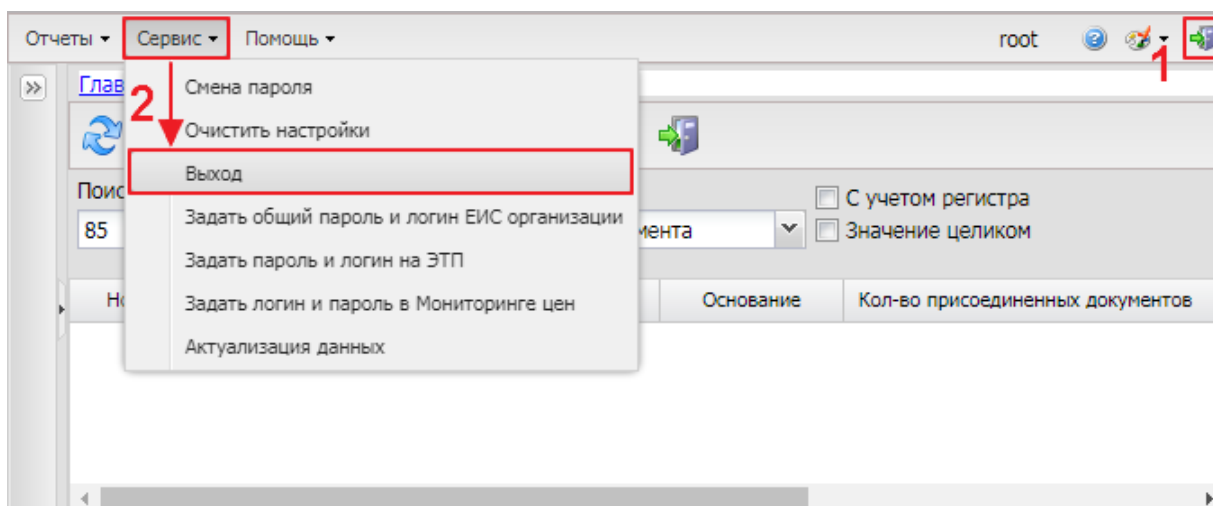 Отчеты Сервис Помощь root
1
Глав
2
Смена пароля
Очистить настройки
Выход
Задать общий пароль и логин ЕИС организации
Задать пароль и логин на ЭТП
Задать логин и пароль в Мониторинге цен
Актуализация данных
Поис
С учетом регистра
85 мента Значение целиком
Но Основание Кол-во присоединенных документов